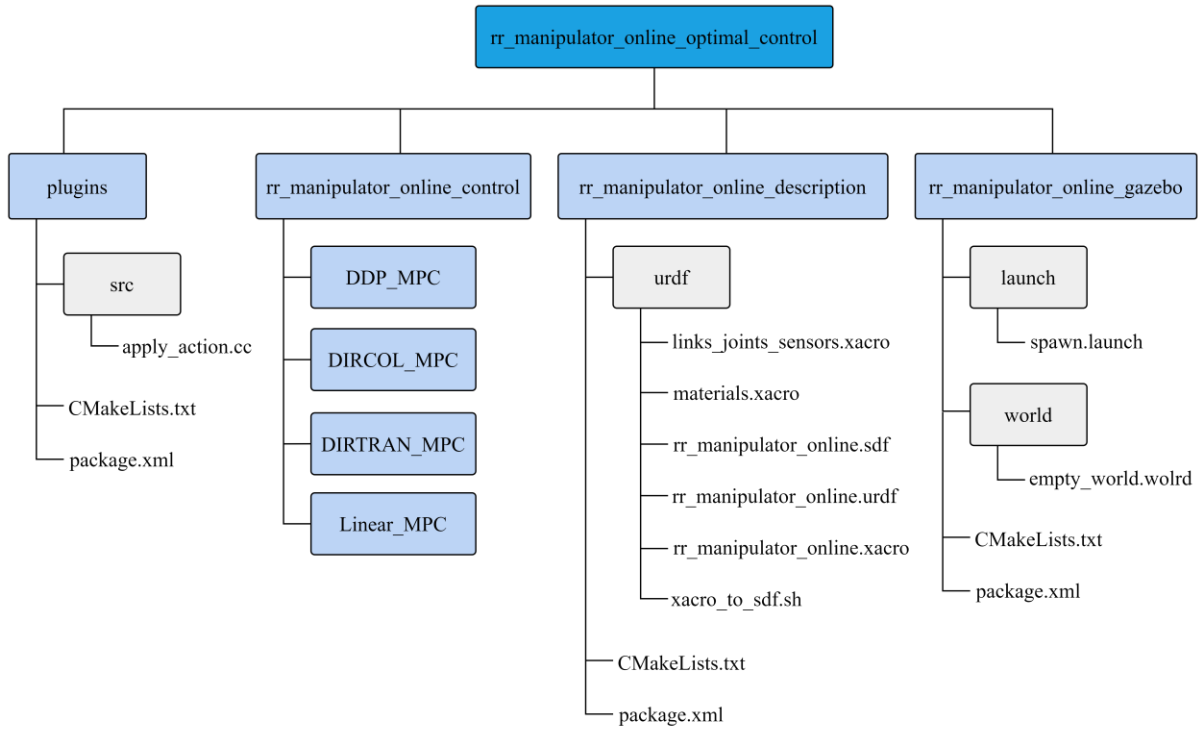 rr_manipulator_online_optimal_control
plugins
src
apply_action.cc
CMakeLists.txt
package.xml
rr_manipulator_online_control
DDP_MPC
DIRCOL_MPC
DIRTRAN_MPC
Linear_MPC
rr_manipulator_online_description
urdf
links_joints_sensors.xacro
materials.xacro
rr_manipulator_online.sdf
rr_manipulator_online.urdf
rr_manipulator_online.xacro
xacro_to_sdf.sh
CMakeLists.txt
package.xml
rr_manipulator_online_gazebo
launch
spawn.launch
world
empty_world.wolrd
CMakeLists.txt
package.xml